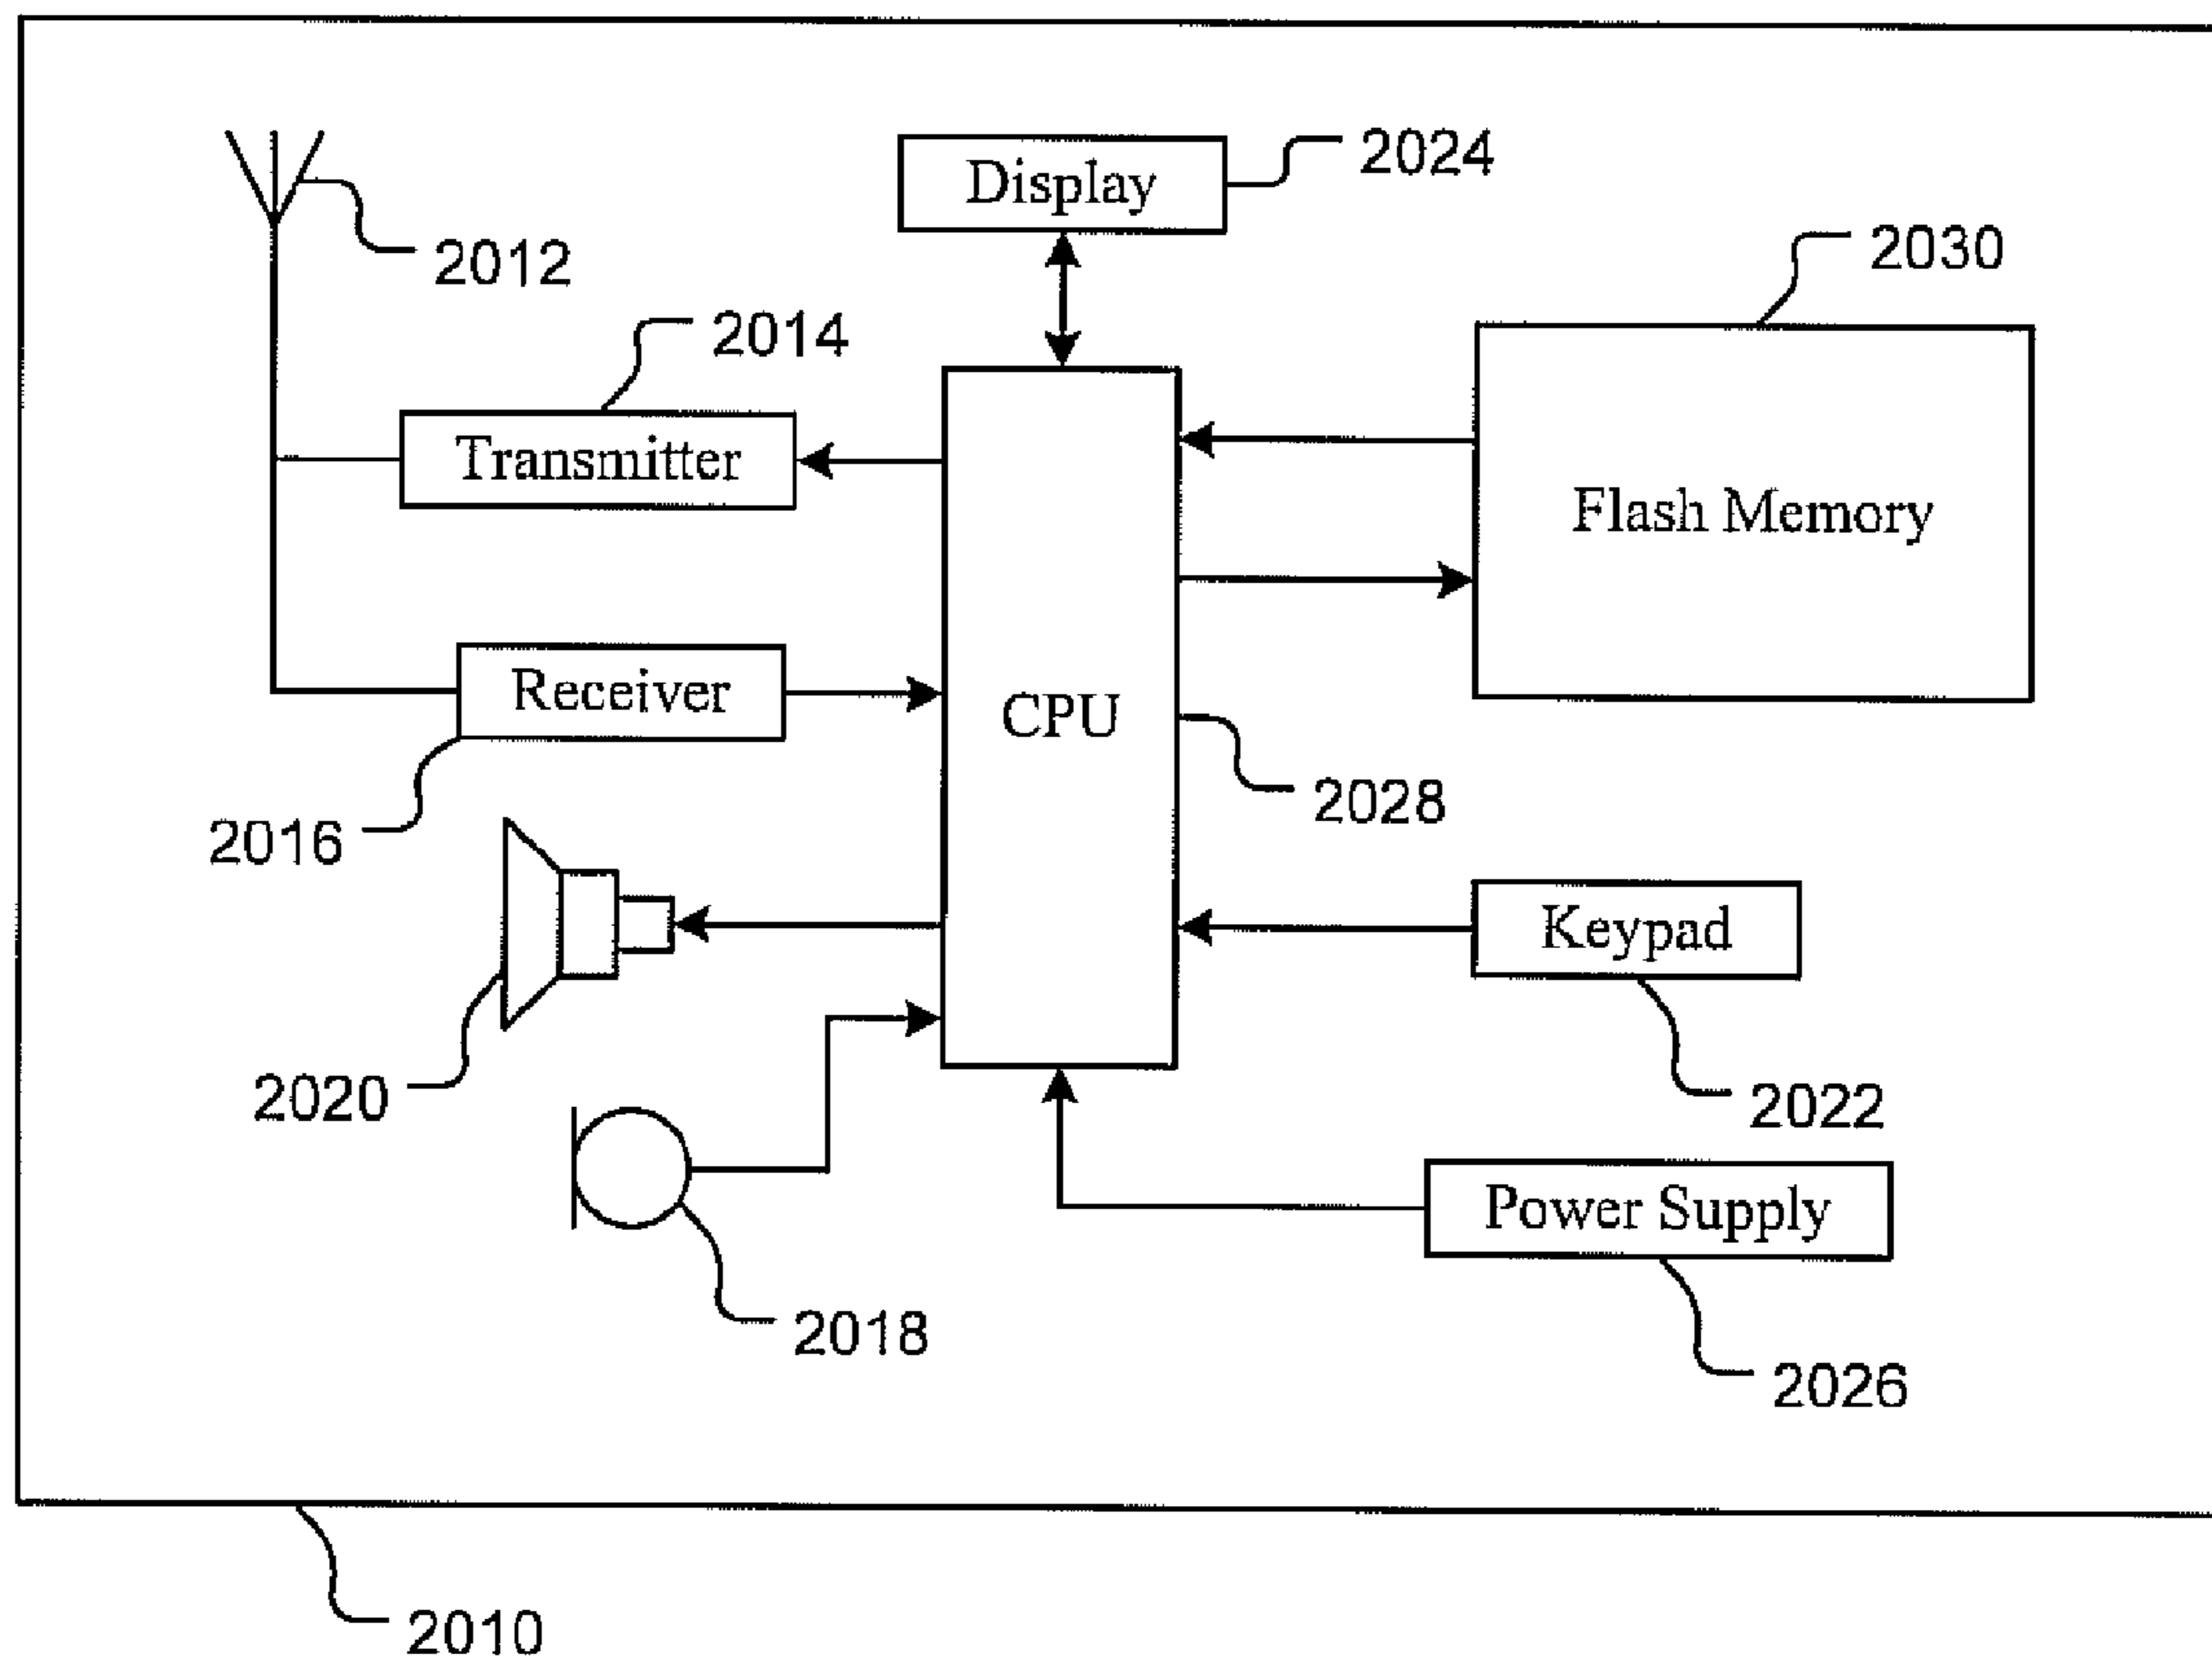 Display
2024
2012
2030
2014
Transmitter
Flash Memory
Receiver
CPU
2028
2016
Keypad
2020
2022
Power Supply
2018
2026
2010